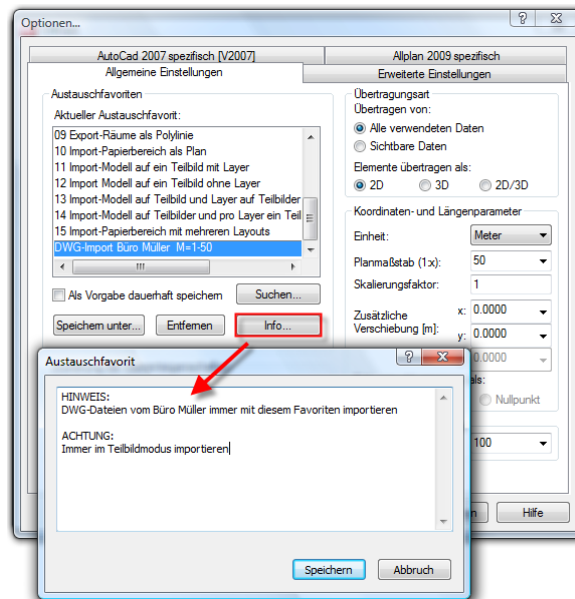 Optionen...
AutoCad 2007 spezifisch [V2007]
Allplan 2009 spezifisch
Allgemeine Einstellungen
Erweiterte Einstellungen
Austauschfavoriten
Aktueller Austauschfavorit:
09 Export-Räume als Polylinie
10 Import-Papierbereich als Plan
11 Import-Modell auf ein Teilbild mit Layer
12 Import-Modell auf ein Teilbild ohne Layer
13 Import-Modell auf Teilbild und Layer auf Teilbilder
14 Import-Modell auf Teilbilder und pro Layer ein Teil
15 Import-Papierbereich mit mehreren Layouts
DWG-Import Büro Müller M=1-50
Als Vorgabe dauerhaft speichern
Suchen...
Speichern unter...
Entfernen
Info...
Übertragungsart
Übertragen von:
Alle verwendeten Daten
Sichtbare Daten
Elemente übertragen als:
2D
3D
2D/3D
Koordinaten- und Längenparameter
Einheit:
Meter
Planmaßstab (1:x):
50
Skalierungsfaktor:
1
Zusätzliche
Verschiebung [m]:
x:
0.0000
y:
0.0000
0.0000
als:
Nullpunkt
100
Hilfe
Austauschfavorit
HINWEIS:
DWG-Dateien vom Büro Müller immer mit diesem Favoriten importieren
ACHTUNG:
Immer im Teilbildmodus importieren
Speichern
Abbruch